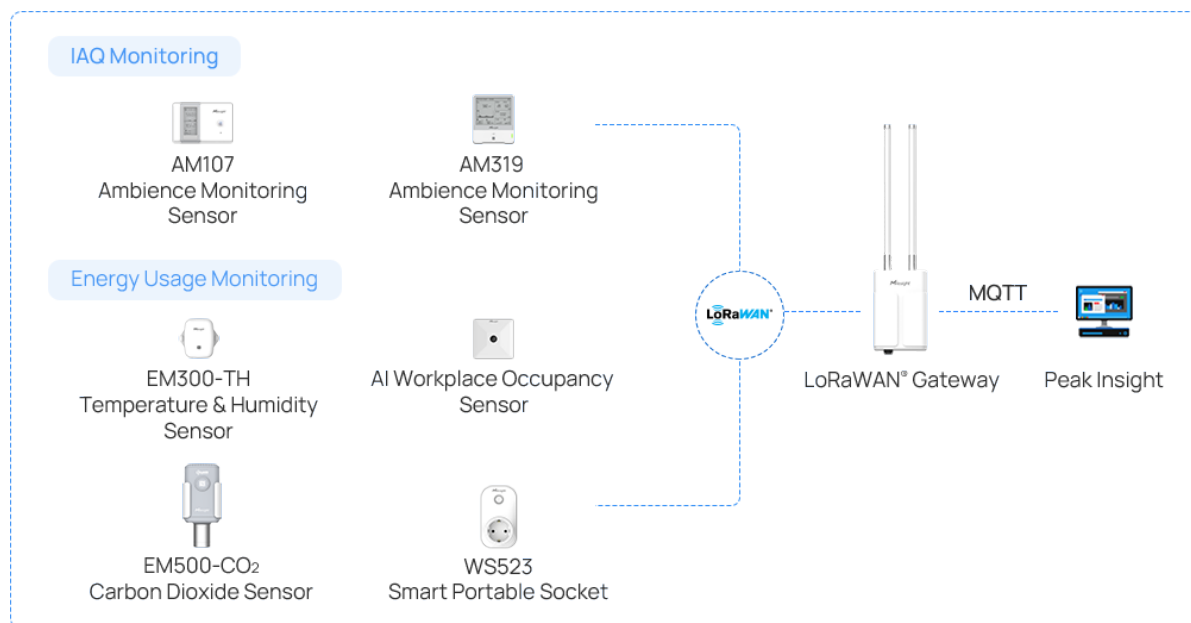 IAQ Monitoring
AM107
Ambience Monitoring
Sensor
AM319
Ambience Monitoring
Sensor
Energy Usage Monitoring
EM300-TH
Temperature & Humidity
Sensor
AI Workplace Occupancy
Sensor
EM500-CO₂
Carbon Dioxide Sensor
WS523
Smart Portable Socket
LoRaWAN®
Milesight
LoRaWAN® Gateway
MQTT
Peak Insight